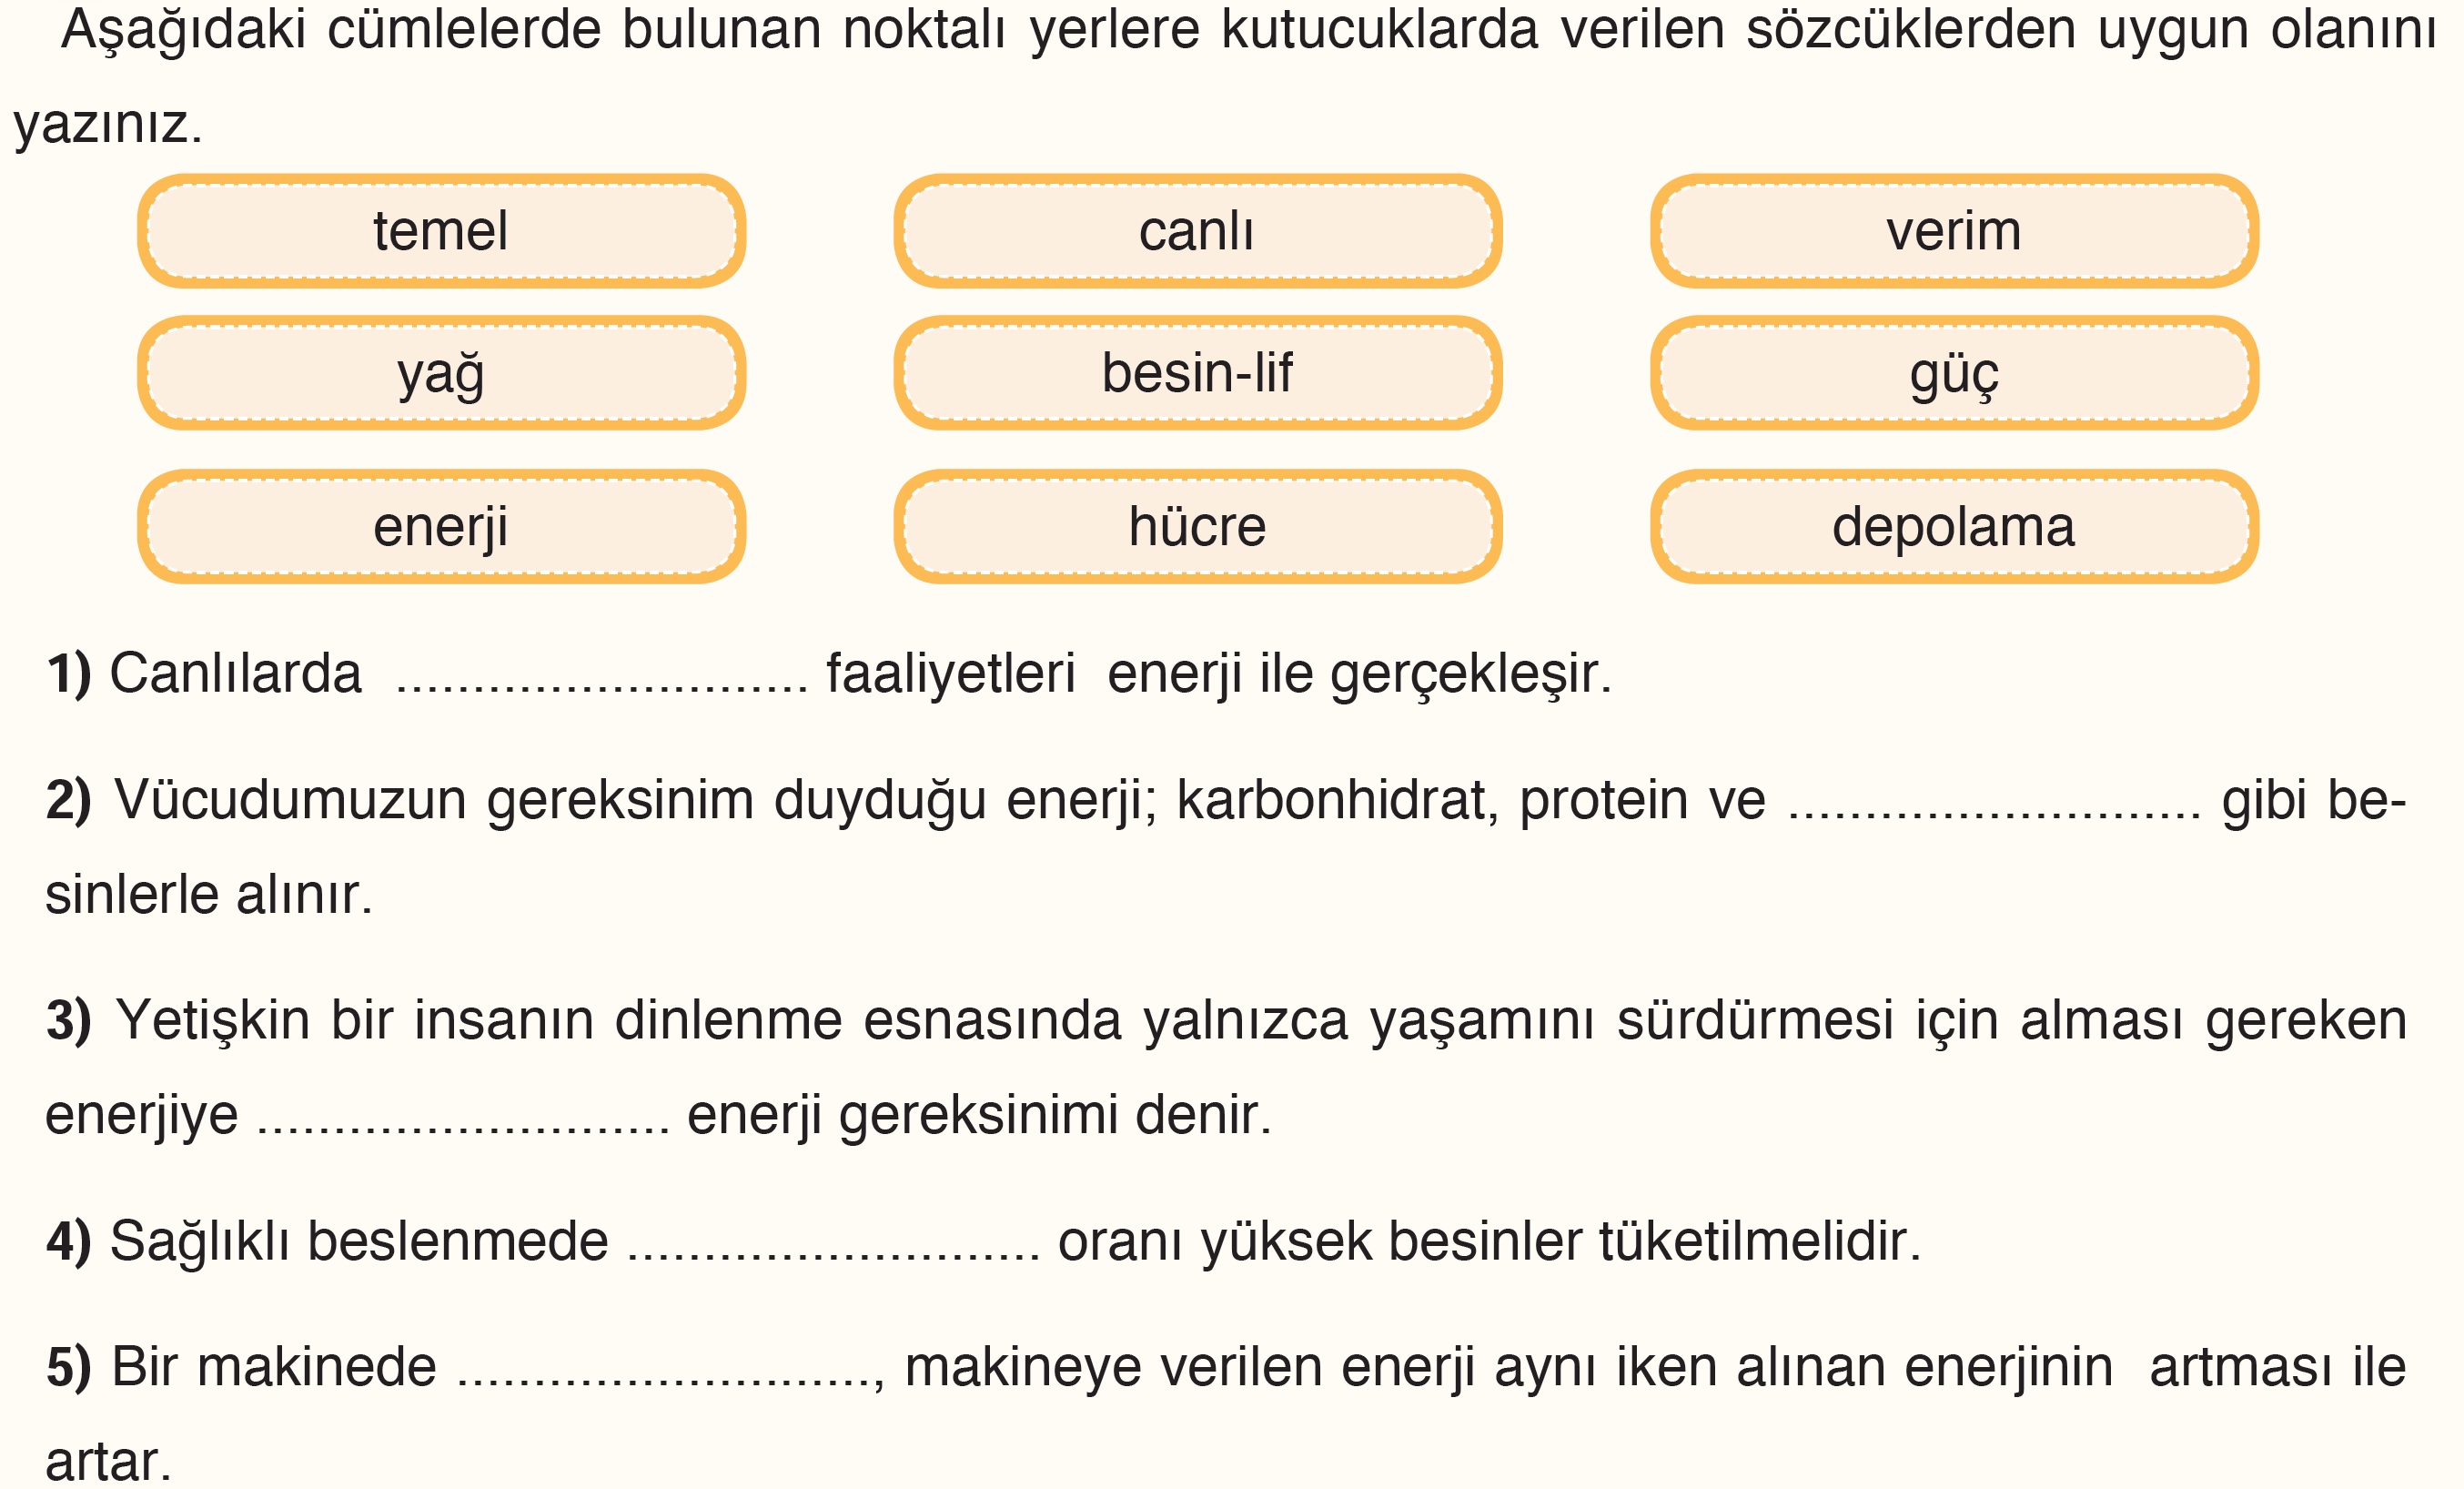 Aşağıdaki cümlelerde bulunan noktalı yerlere kutucuklarda verilen sözcüklerden uygun olanını
yazınız.
temel canlı verim
yağ besin-lif güç
enerji hücre depolama
1) Canlılarda ........................... faaliyetleri enerji ile gerçekleşir.
2) Vücudumuzun gereksinim duyduğu enerji; karbonhidrat, protein ve ........................... gibi be-
sinlerle alınır.
3) Yetişkin bir insanın dinlenme esnasında yalnızca yaşamını sürdürmesi için alması gereken
enerjiye ........................... enerji gereksinimi denir.
4) Sağlıklı beslenmede ........................... oranı yüksek besinler tüketilmelidir.
5) Bir makinede ..........................., makineye verilen enerji aynı iken alınan enerjinin artması ile
artar.